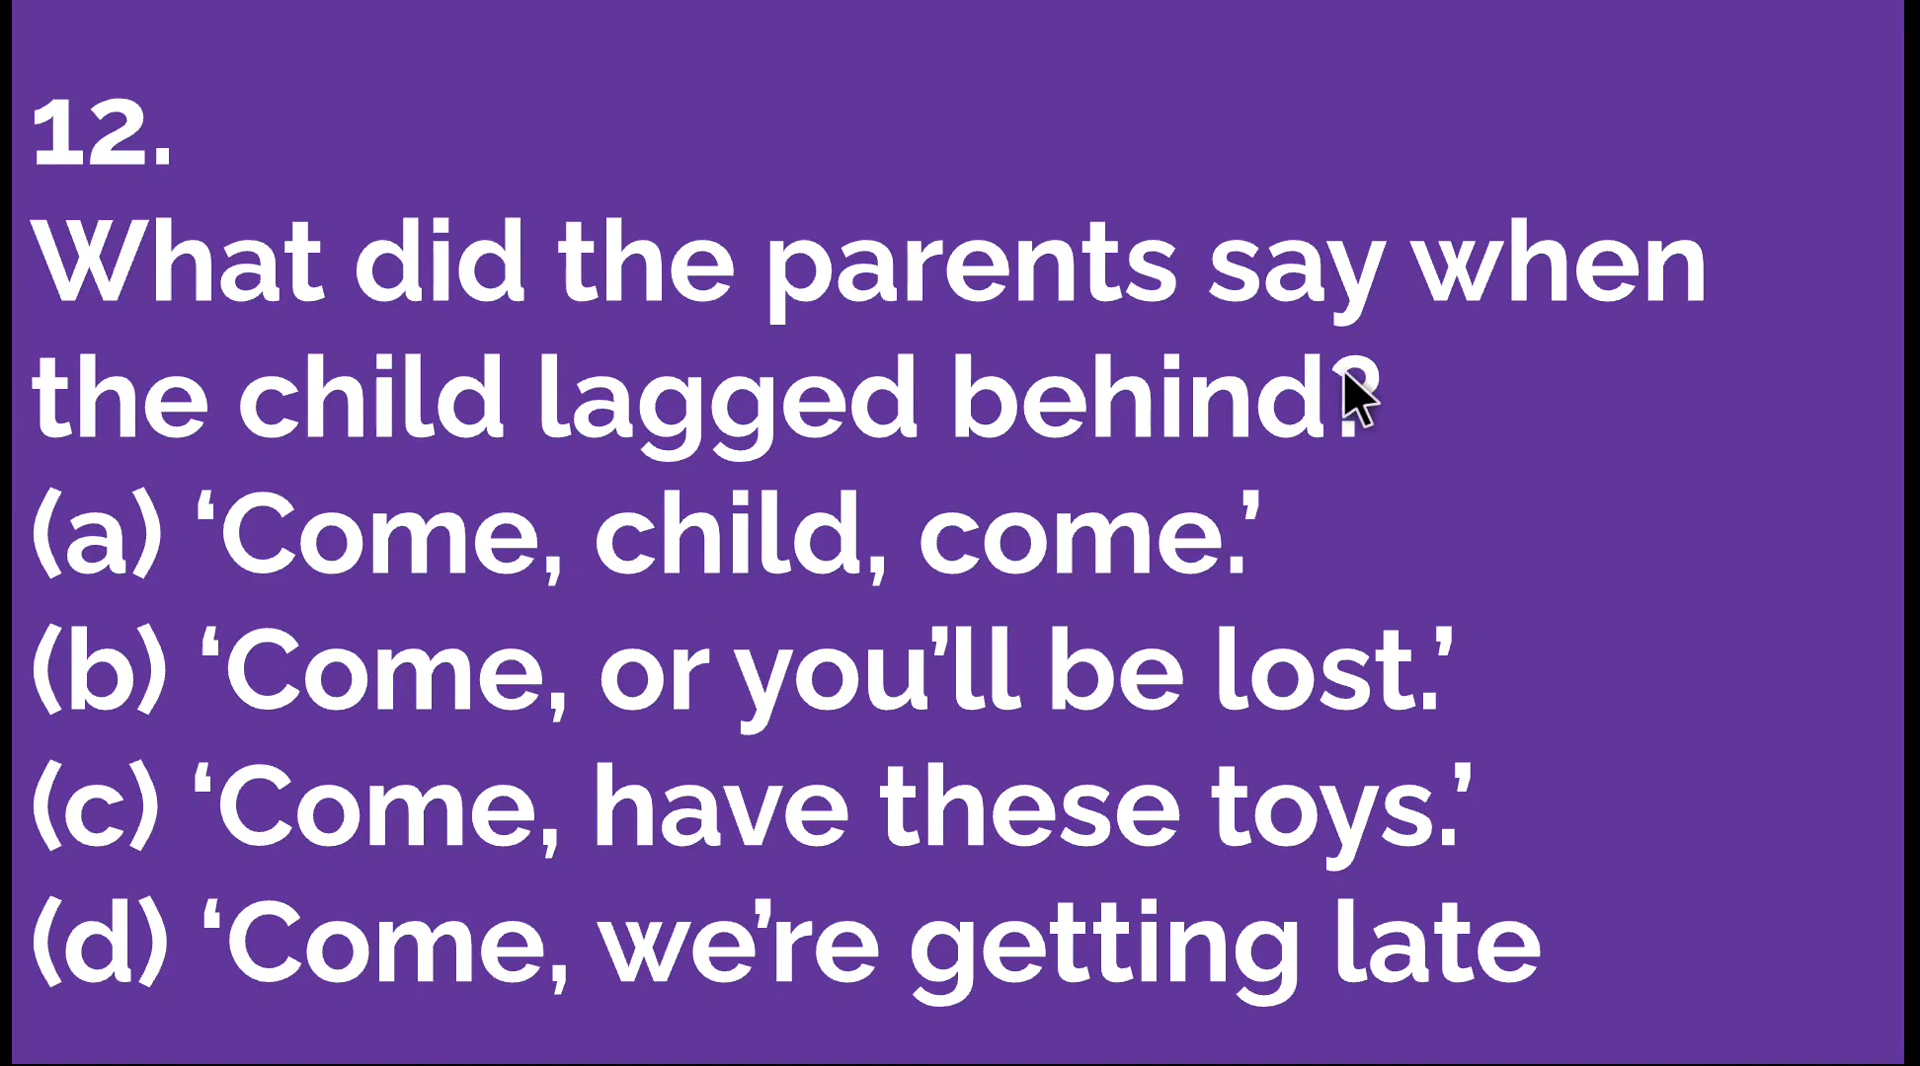 12.
What did the parents say when
the child lagged behind?
(a) ‘Come, child, come.’
(b) ‘Come, or you’ll be lost.’
(c) ‘Come, have these toys.’
(d) ‘Come, we’re getting late